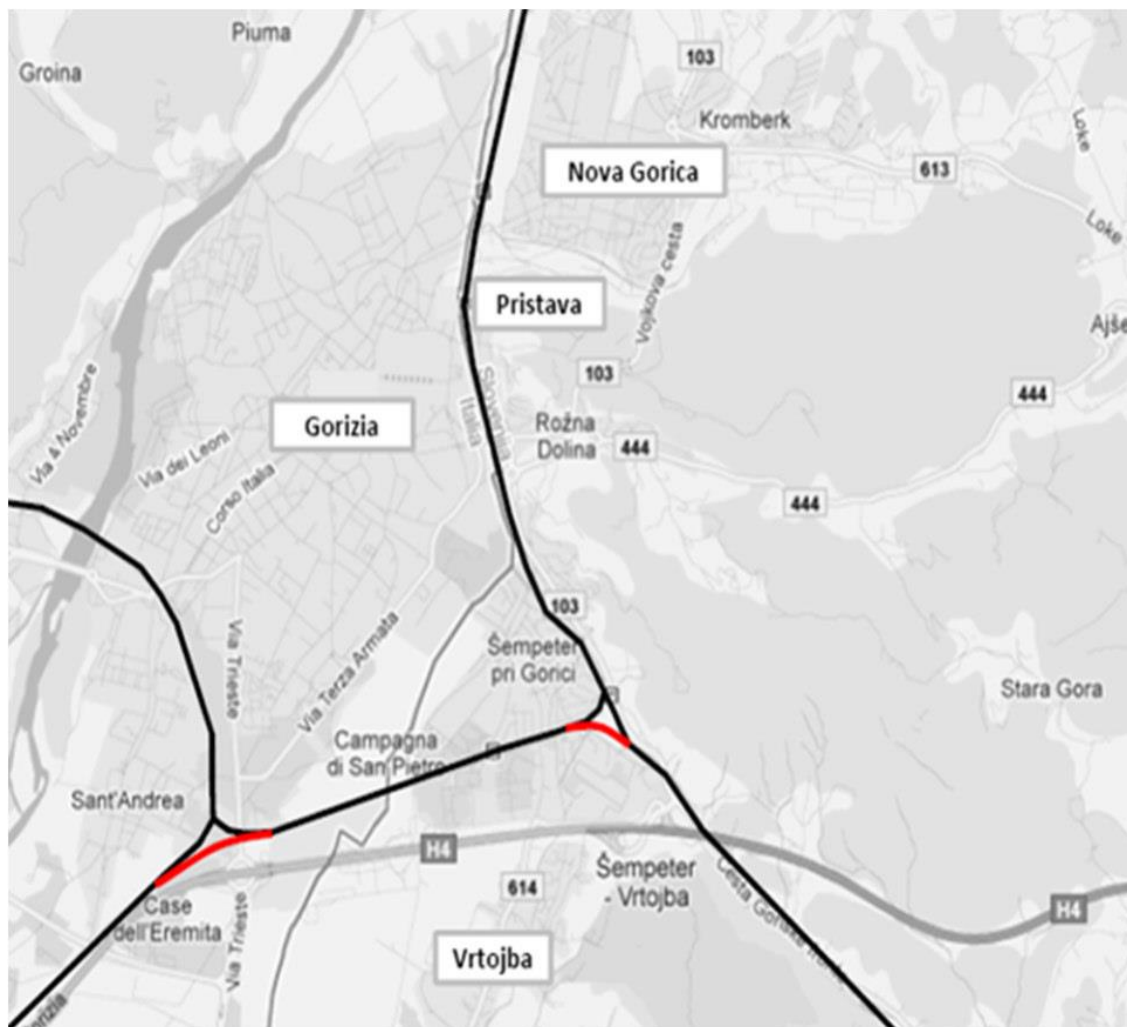 Piuma
Groina
103
Kromberk
Loke
Nova Gorica
613
Loke
Vojkova cesta
Pristava
Ajše
103
Slovenija
Italia
444
Via 4 Novembre
Gorizia
Rožna
Dolina
444
Via dei Leoni
Corso Italia
444
103
Via Trieste
Via Terza Armata
Šempeter
pri Gorici
Stara Gora
Campagna
di San Pietro
Sant'Andrea
H4
Šempeter
- Vrtojba
614
Cesta Goriške
H4
Case
dell'Eremita
Via Trieste
Vrtojba